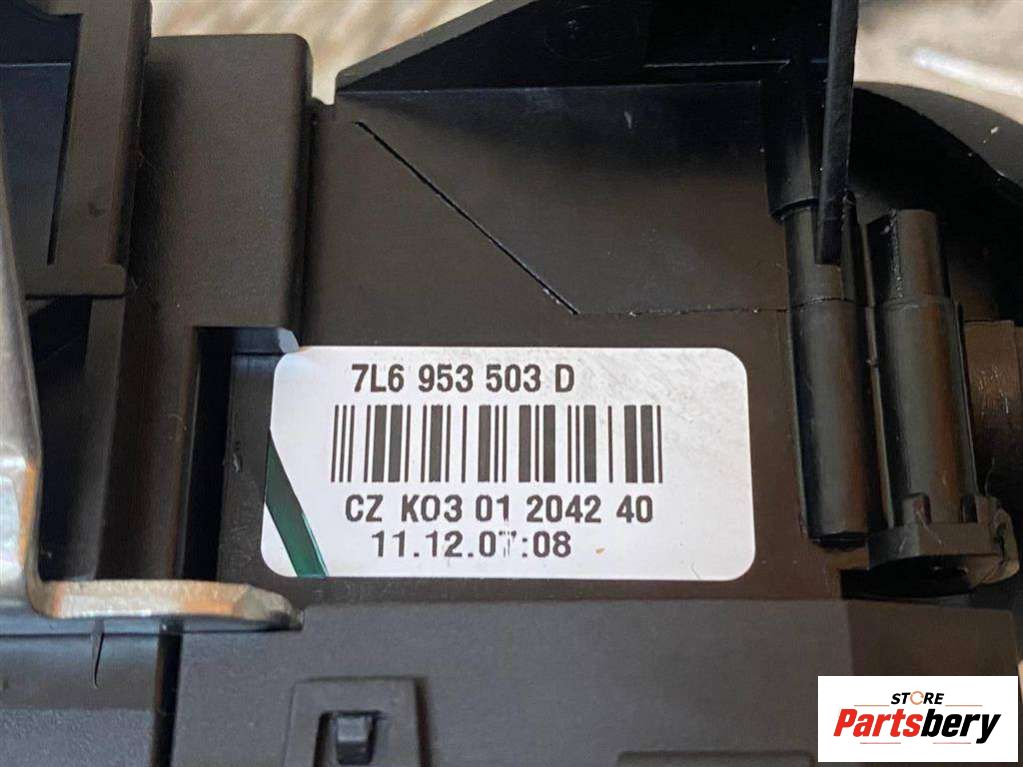 7L6 953 503 D
CZ K03 01 2042 40
11.12.07:08
STORE
Partsbery